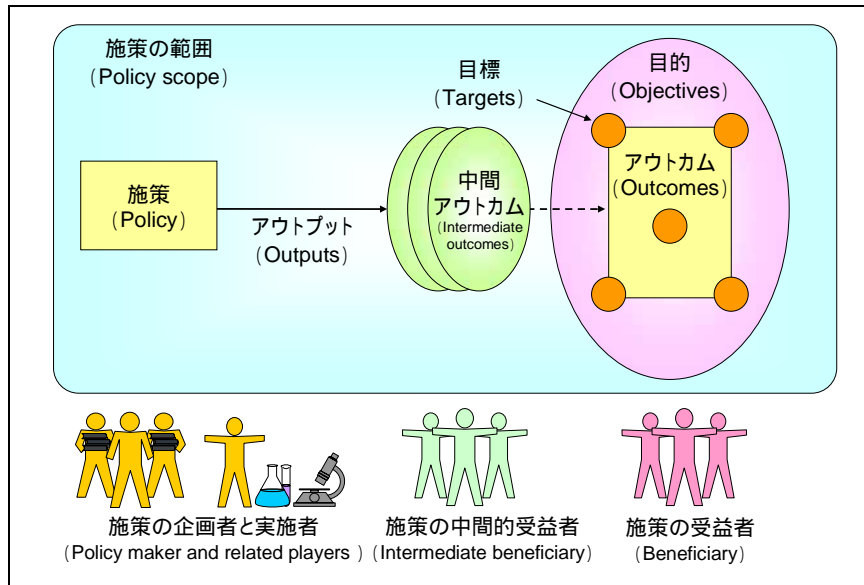 施策の範囲
(Policy scope)
目標
(Targets)
目的
(Objectives)
施策
(Policy)
アウトプット
(Outputs)
中間
アウトカム
(Intermediate
outcomes)
アウトカム
(Outcomes)
施策の企画者と実施者
(Policy maker and related players )
施策の中間的受益者
(Intermediate beneficiary)
施策の受益者
(Beneficiary)